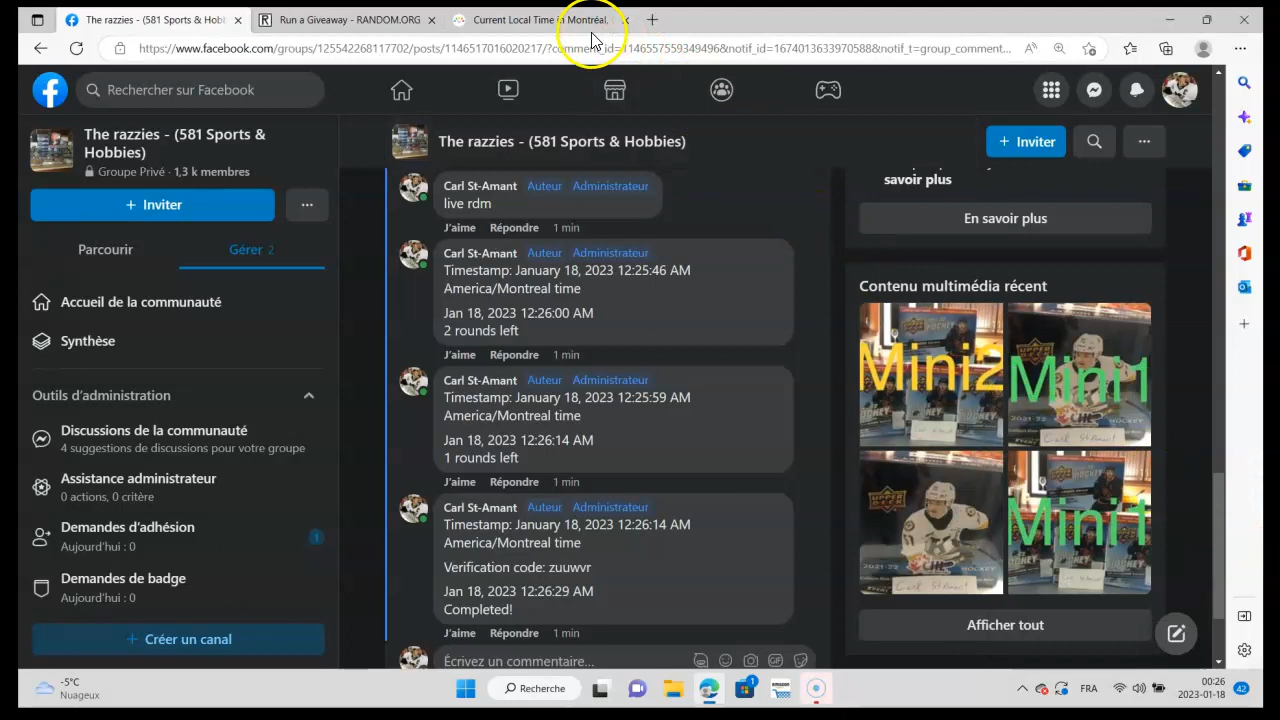 The razzies - (581 Sports & Hobbi
Run a Giveaway - RANDOM.ORG
Current Local Time in Montréal,
https://www.facebook.com/groups/125542268117702/posts/1146517016020217/?comment_id=1146557559349496&notif_id=1674013633970588&notif_t=group_comment...
Rechercher sur Facebook
The razzies - (581 Sports &
Hobbies)
Groupe Privé · 1,3 k membres
+ Inviter
...
Parcourir
Gérer 2
Accueil de la communauté
Synthèse
Outils d'administration
Discussions de la communauté
4 suggestions de discussions pour votre groupe
Assistance administrateur
0 actions, 0 critère
Demandes d'adhésion
Aujourd'hui : 0
1
Demandes de badge
Aujourd'hui : 0
+ Créer un canal
The razzies - (581 Sports & Hobbies)
+ Inviter
...
Carl St-Amant Auteur Administrateur
live rdm
J'aime Répondre 1 min
Carl St-Amant Auteur Administrateur
Timestamp: January 18, 2023 12:25:46 AM
America/Montreal time
Jan 18, 2023 12:26:00 AM
2 rounds left
J'aime Répondre 1 min
Carl St-Amant Auteur Administrateur
Timestamp: January 18, 2023 12:25:59 AM
America/Montreal time
Jan 18, 2023 12:26:14 AM
1 rounds left
J'aime Répondre 1 min
Carl St-Amant Auteur Administrateur
Timestamp: January 18, 2023 12:26:14 AM
America/Montreal time
Verification code: zuuwvr
Jan 18, 2023 12:26:29 AM
Completed!
J'aime Répondre 1 min
Écrivez un commentaire...
GIF
savoir plus
En savoir plus
Contenu multimédia récent
Mini2
Mini1
Mini1
Afficher tout
-5°C
Nuageux
Recherche
amazon
1
FRA
00:26
2023-01-18
42